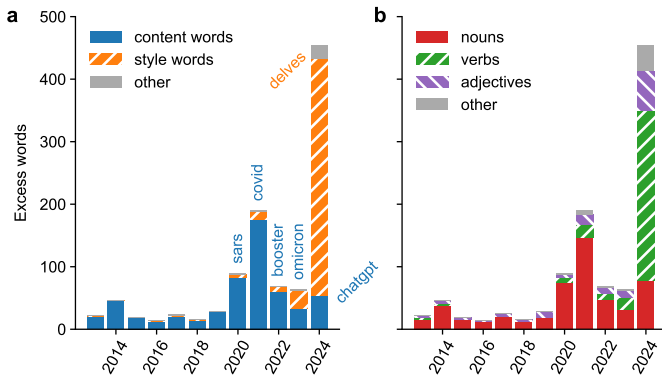 a
b
500
400
300
200
100
0
Excess words
content words
style words
other
delves
covid
sars
booster
omicron
chatgpt
2014
2016
2018
2020
2022
2024
nouns
verbs
adjectives
other
2014
2016
2018
2020
2022
2024